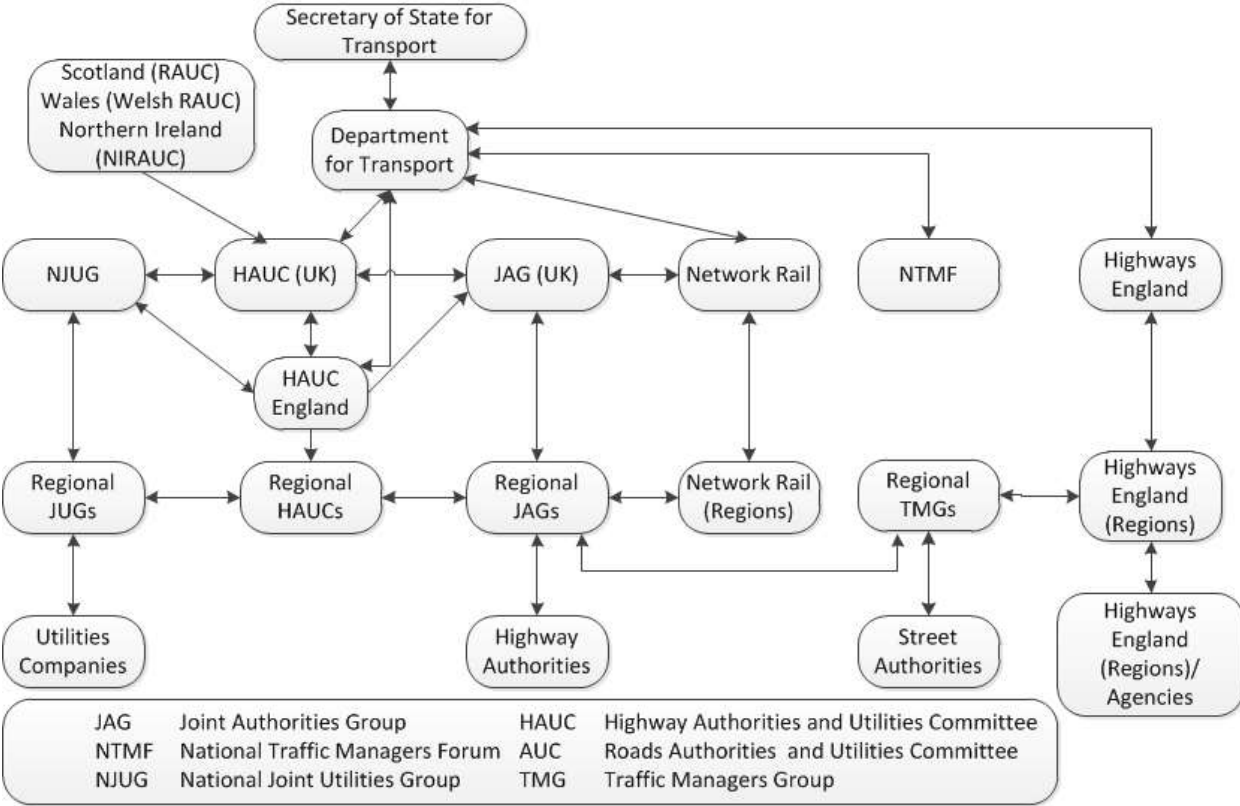 Secretary of State for
Transport
Scotland (RAUC)
Wales (Welsh RAUC)
Northern Ireland
(NIRAUC)
Department
for Transport
NJUG
HAUC (UK)
JAG (UK)
Network Rail
NTMF
Highways
England
HAUC
England
Regional
JUGs
Regional
HAUCs
Regional
JAGs
Network Rail
(Regions)
Regional
TMGs
Highways
England
(Regions)
Utilities
Companies
Highway
Authorities
Street
Authorities
Highways
England
(Regions)/
Agencies
JAG Joint Authorities Group HAUC Highway Authorities and Utilities Committee
NTMF National Traffic Managers Forum AUC Roads Authorities and Utilities Committee
NJUG National Joint Utilities Group TMG Traffic Managers Group